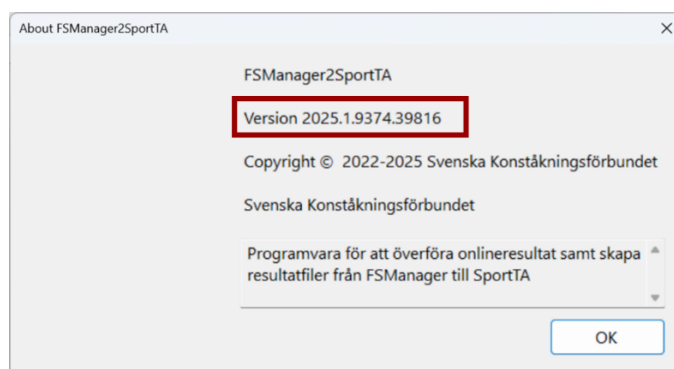 About FSManager2SportTA
FSManager2SportTA
Version 2025.1.9374.39816
Copyright © 2022-2025 Svenska Konståkningsförbundet
Svenska Konståkningsförbundet
Programvara för att överföra onlineresultat samt skapa
resultatfiler från FSManager till SportTA
OK